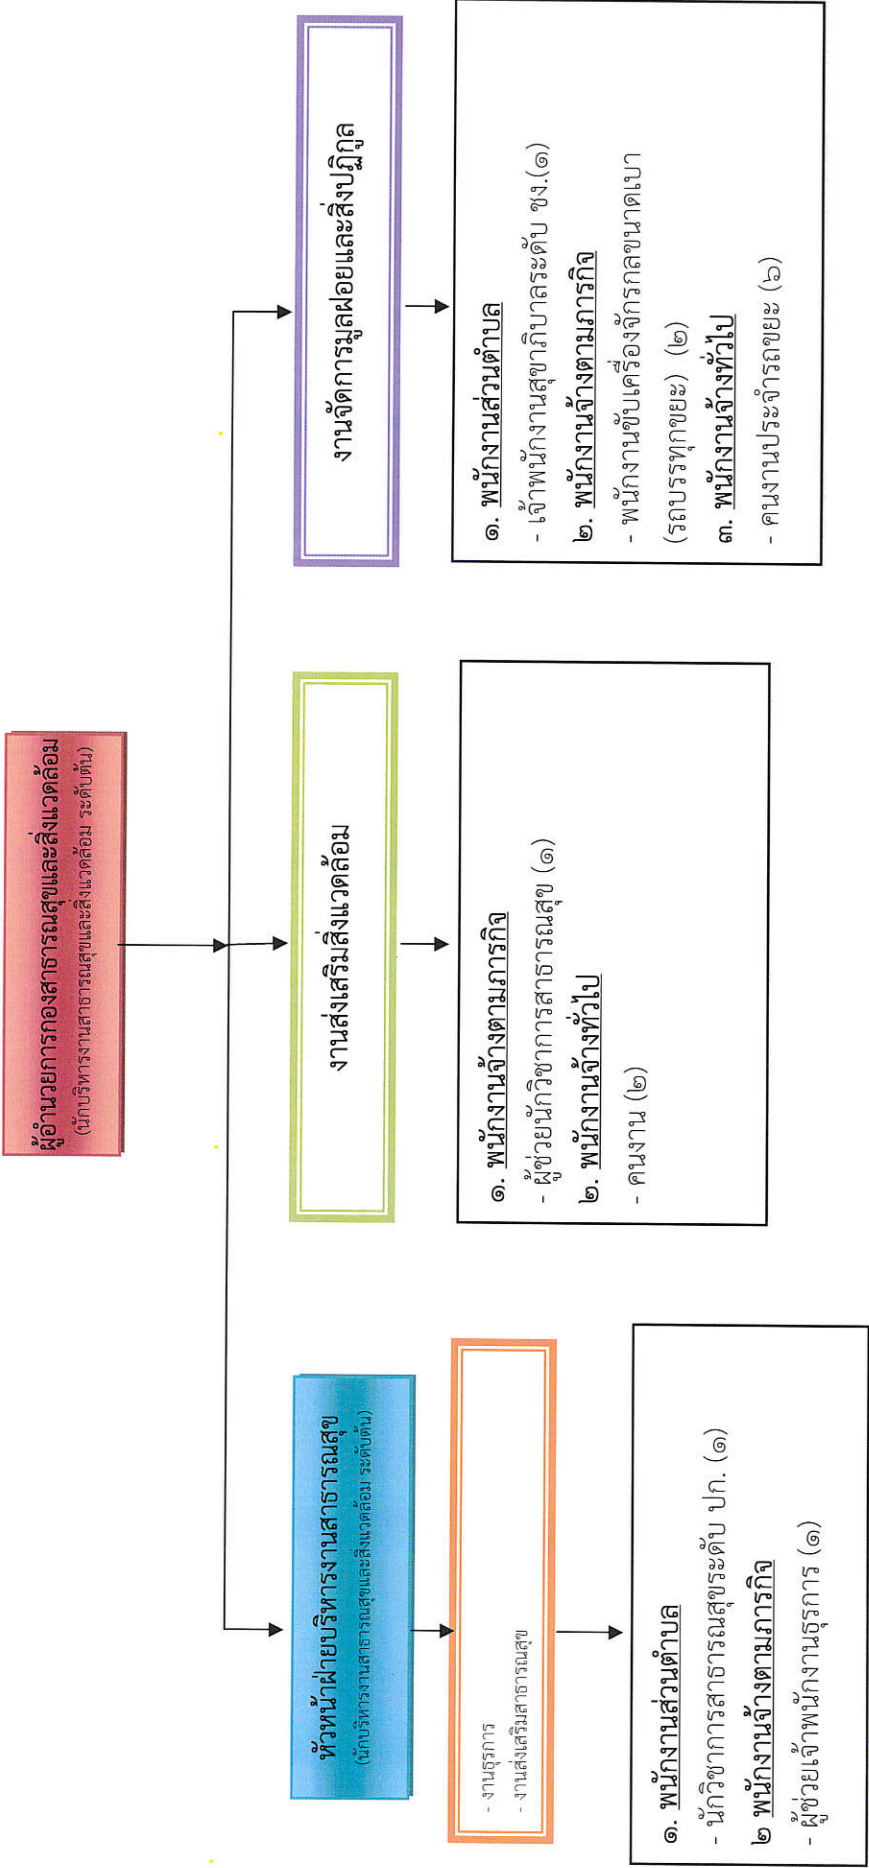 ผู้อำนวยการกองสาธารณสุขและสิ่งแวดล้อม
(นักบริหารงานสาธารณสุขและสิ่งแวดล้อม ระดับต้น)
หัวหน้าฝ่ายบริหารงานสาธารณสุข
(นักบริหารงานสาธารณสุขและสิ่งแวดล้อม ระดับต้น)
- งานธุรการ
- งานส่งเสริมสาธารณสุข
๑. พนักงานส่วนตำบล
- นักวิชาการสาธารณสุขระดับ ปก. (๑)
๒ พนักงานจ้างตามภารกิจ
- ผู้ช่วยเจ้าพนักงานธุรการ (๑)
งานส่งเสริมสิ่งแวดล้อม
๑. พนักงานจ้างตามภารกิจ
- ผู้ช่วยนักวิชาการสาธารณสุข (๑)
๒. พนักงานจ้างทั่วไป
- คนงาน (๒)
งานจัดการมูลฝอยและสิ่งปฏิกูล
๑. พนักงานส่วนตำบล
- เจ้าพนักงานสุขาภิบาลระดับ ชง.(๑)
๒. พนักงานจ้างตามภารกิจ
- พนักงานขับเครื่องจักรกลขนาดเบา
(รถบรรทุกขยะ) (๒)
๓. พนักงานจ้างทั่วไป
- คนงานประจำรถขยะ (๖)